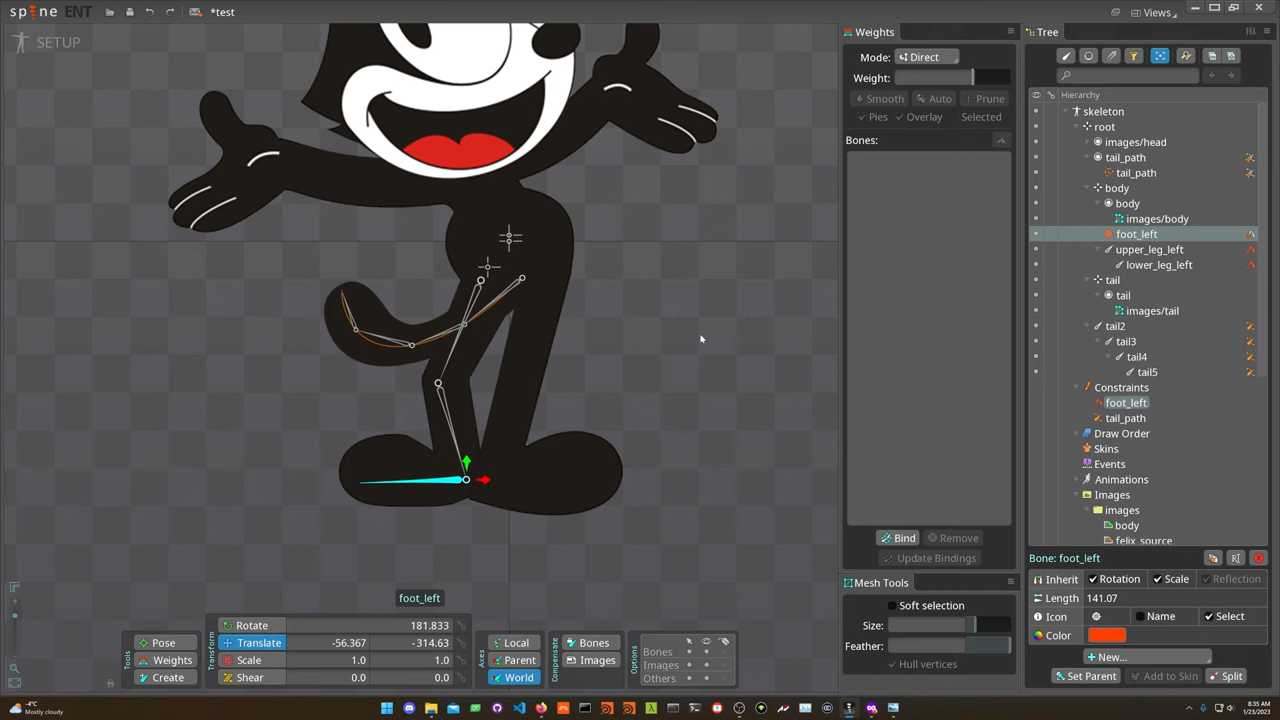 spine ENT
*test
Views
SETUP
Weights
Mode:
Direct
Weight:
Smooth
Auto
Prune
Pies
Overlay
Selected
Bones:
Bind
Remove
Update Bindings
Mesh Tools
Soft selection
Size:
Feather:
Hull vertices
Tree
Hierarchy
skeleton
root
images/head
tail_path
tail_path
body
body
images/body
foot_left
upper_leg_left
lower_leg_left
tail
tail
images/tail
tail2
tail3
tail4
tail5
Constraints
foot_left
tail_path
Draw Order
Skins
Events
Animations
Images
images
body
felix_source
Bone: foot_left
Inherit
Rotation
Scale
Reflection
Length
141.07
Icon
Name
Select
Color
New...
Set Parent
Add to Skin
Split
foot_left
Tools
Pose
Weights
Create
Transform
Rotate
181.833
Translate
-56.367
-314.63
Scale
1.0
1.0
Shear
0.0
0.0
Axes
Local
Parent
World
Compensate
Bones
Images
Options
Bones
Images
Others
-4°C
Mostly cloudy
8:35 AM
1/23/2023